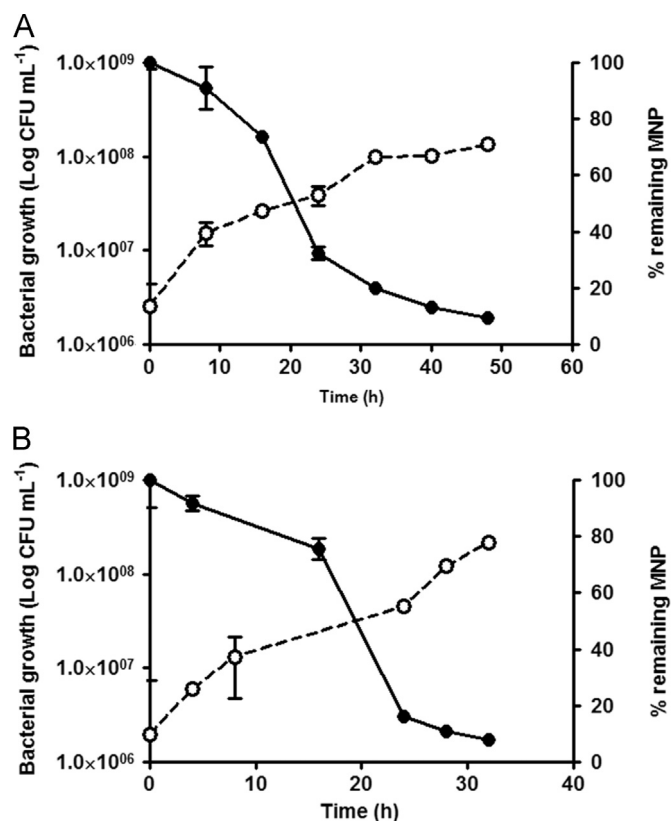 A
Bacterial growth (Log CFU mL⁻¹)
1.0×10⁰⁹
1.0×10⁰⁸
1.0×10⁰⁷
1.0×10⁰⁶
100
80
60
40
20
0
% remaining MNP
0 10 20 30 40 50 60
Time (h)
B
Bacterial growth (Log CFU mL⁻¹)
1.0×10⁰⁹
1.0×10⁰⁸
1.0×10⁰⁷
1.0×10⁰⁶
100
80
60
40
20
0
% remaining MNP
0 10 20 30 40
Time (h)